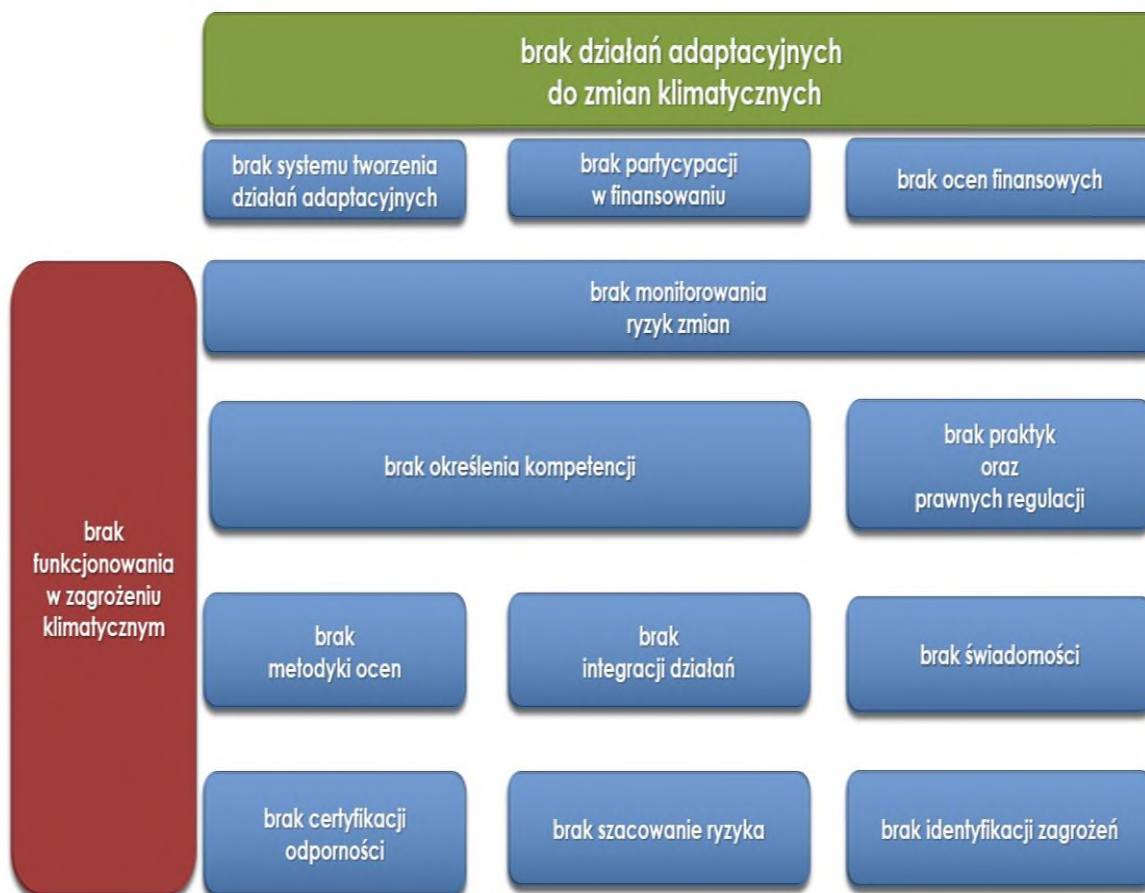 brak działań adaptacyjnych
do zmian klimatycznych
brak systemu tworzenia
działań adaptacyjnych
brak partycypacji
w finansowaniu
brak ocen finansowych
brak monitorowania
ryzyk zmian
brak określenia kompetencji
brak praktyk
oraz
prawnych regulacji
brak
funkcjonowania
w zagrożeniu
klimatycznym
brak
metodyki ocen
brak
integracji działań
brak świadomości
brak certyfikacji
odporności
brak szacowanie ryzyka
brak identyfikacji zagrożeń